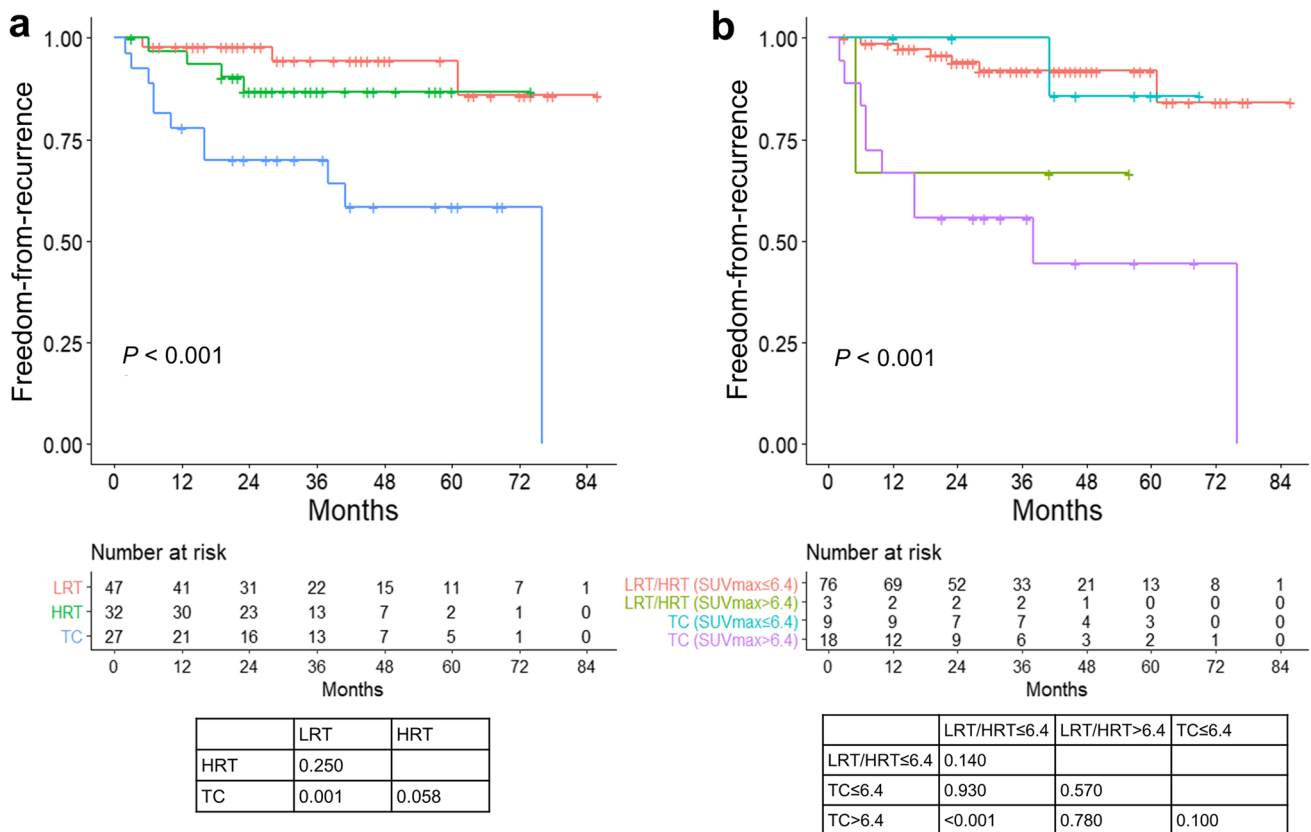 a
1.00
0.75
0.50
0.25
0.00
Freedom-from-recurrence
P < 0.001
0 12 24 36 48 60 72 84
Months
Number at risk
LRT 47 41 31 22 15 11 7 1
HRT 32 30 23 13 7 2 1 0
TC 27 21 16 13 7 5 1 0
0 12 24 36 48 60 72 84
Months
LRT HRT
HRT 0.250
TC 0.001 0.058
b
1.00
0.75
0.50
0.25
0.00
Freedom-from-recurrence
P < 0.001
0 12 24 36 48 60 72 84
Months
Number at risk
LRT/HRT (SUVmax≤6.4) 76 69 52 33 21 13 8 1
LRT/HRT (SUVmax>6.4) 3 2 2 2 1 0 0 0
TC (SUVmax≤6.4) 9 9 7 7 4 3 0 0
TC (SUVmax>6.4) 18 12 9 6 3 2 1 0
0 12 24 36 48 60 72 84
Months
LRT/HRT≤6.4 LRT/HRT>6.4 TC≤6.4
LRT/HRT≤6.4 0.140
TC≤6.4 0.930 0.570
TC>6.4 <0.001 0.780 0.100